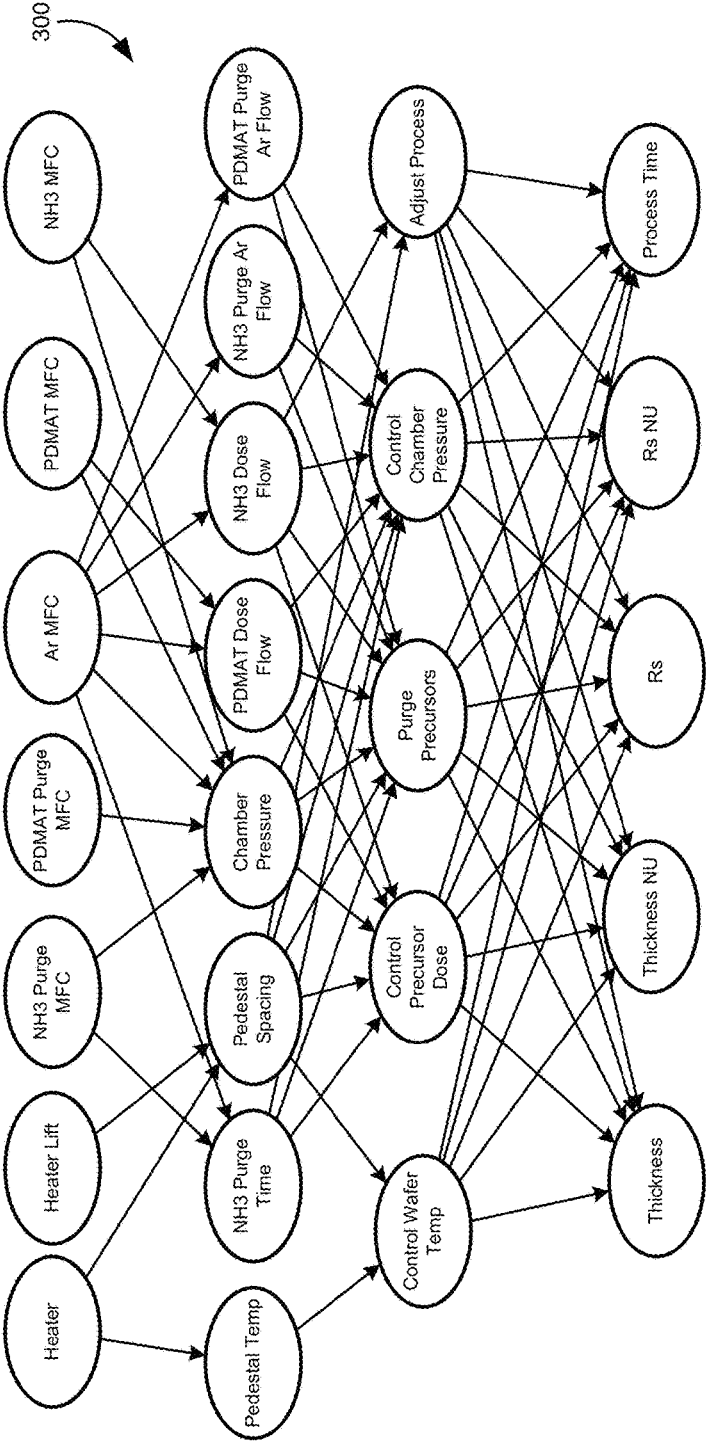 300
Heater
Heater Lift
NH3 Purge
MFC
PDMAT Purge
MFC
Ar MFC
PDMAT MFC
NH3 MFC
Pedestal Temp
NH3 Purge
Time
Pedestal
Spacing
Chamber
Pressure
PDMAT Dose
Flow
NH3 Dose
Flow
NH3 Purge Ar
Flow
PDMAT Purge
Ar Flow
Control Wafer
Temp
Control
Precursor
Dose
Purge
Precursors
Control
Chamber
Pressure
Adjust Process
Thickness
Thickness NU
Rs
Rs NU
Process Time